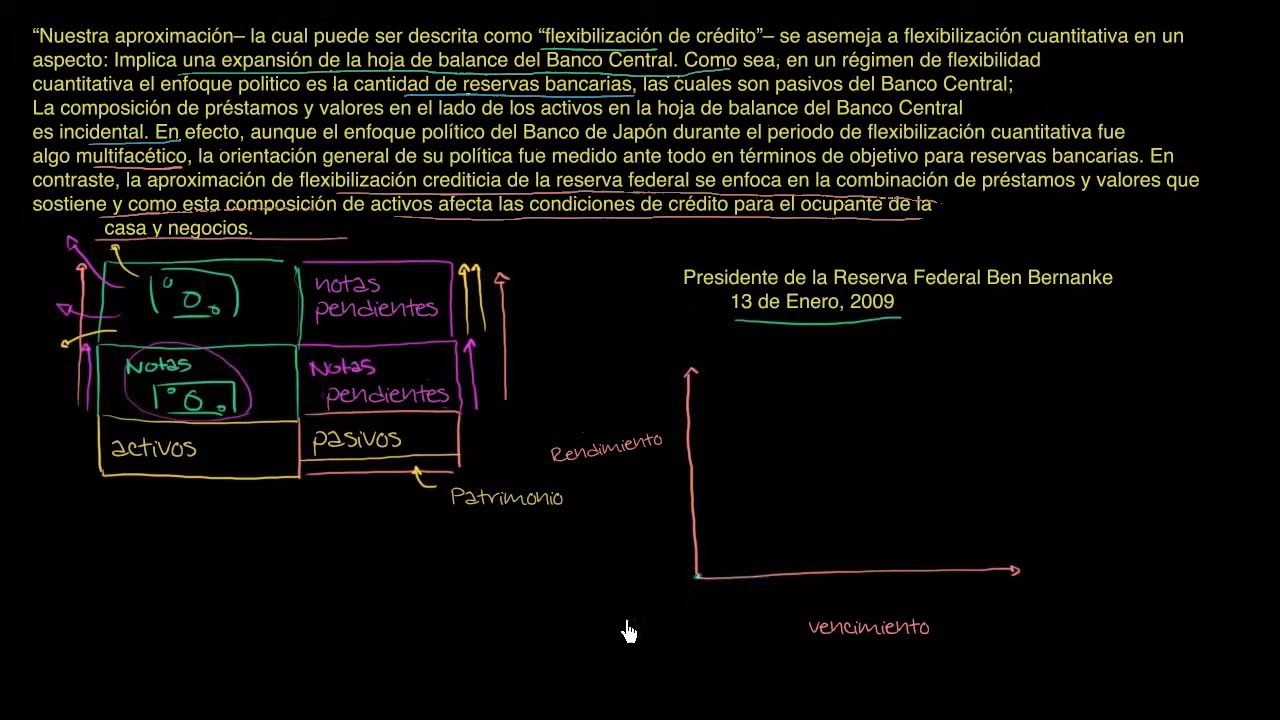 “Nuestra aproximación– la cual puede ser descrita como “flexibilización de crédito”– se asemeja a flexibilización cuantitativa en un
aspecto: Implica una expansión de la hoja de balance del Banco Central. Como sea, en un régimen de flexibilidad
cuantitativa el enfoque politico es la cantidad de reservas bancarias, las cuales son pasivos del Banco Central;
La composición de préstamos y valores en el lado de los activos en la hoja de balance del Banco Central
es incidental. En efecto, aunque el enfoque político del Banco de Japón durante el periodo de flexibilización cuantitativa fue
algo multifacético, la orientación general de su política fue medido ante todo en términos de objetivo para reservas bancarias. En
contraste, la aproximación de flexibilización crediticia de la reserva federal se enfoca en la combinación de préstamos y valores que
sostiene y como esta composición de activos afecta las condiciones de crédito para el ocupante de la
casa y negocios.
Presidente de la Reserva Federal Ben Bernanke
13 de Enero, 2009
notas
pendientes
Notas
Notas
pendientes
activos
pasivos
Patrimonio
Rendimiento
vencimiento